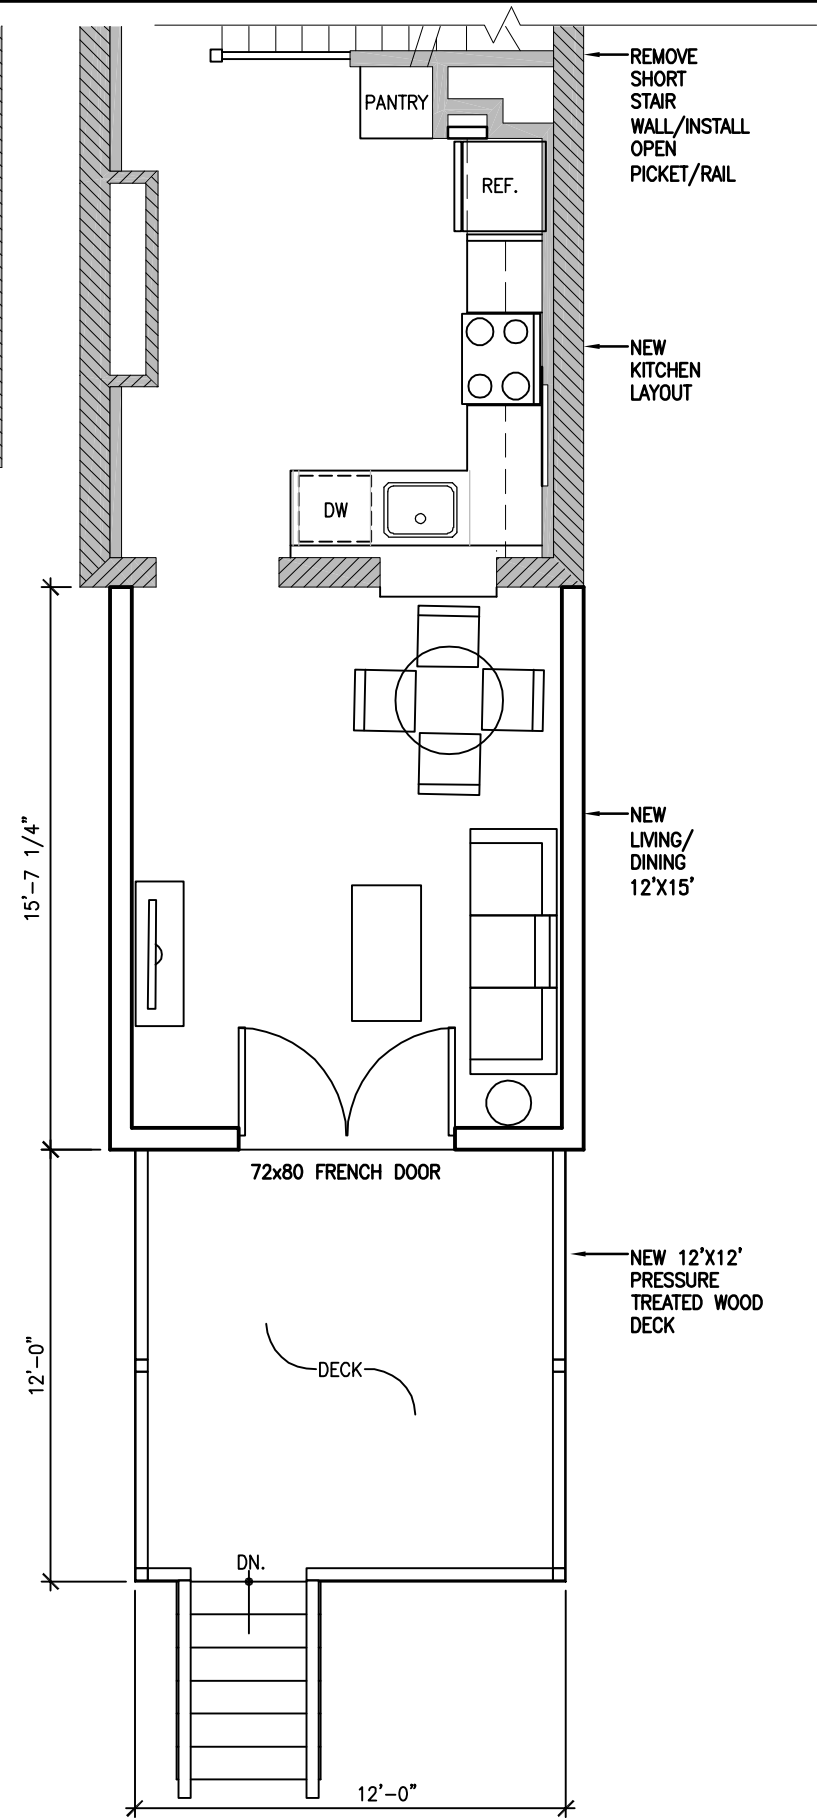 REMOVE
SHORT
STAIR
WALL/INSTALL
OPEN
PICKET/RAIL
PANTRY
REF.
NEW
KITCHEN
LAYOUT
DW
15'-7 1/4"
NEW
LIVING/
DINING
12'X15'
72x80 FRENCH DOOR
NEW 12'X12'
PRESSURE
TREATED WOOD
DECK
12'-0"
DECK
DN.
12'-0"